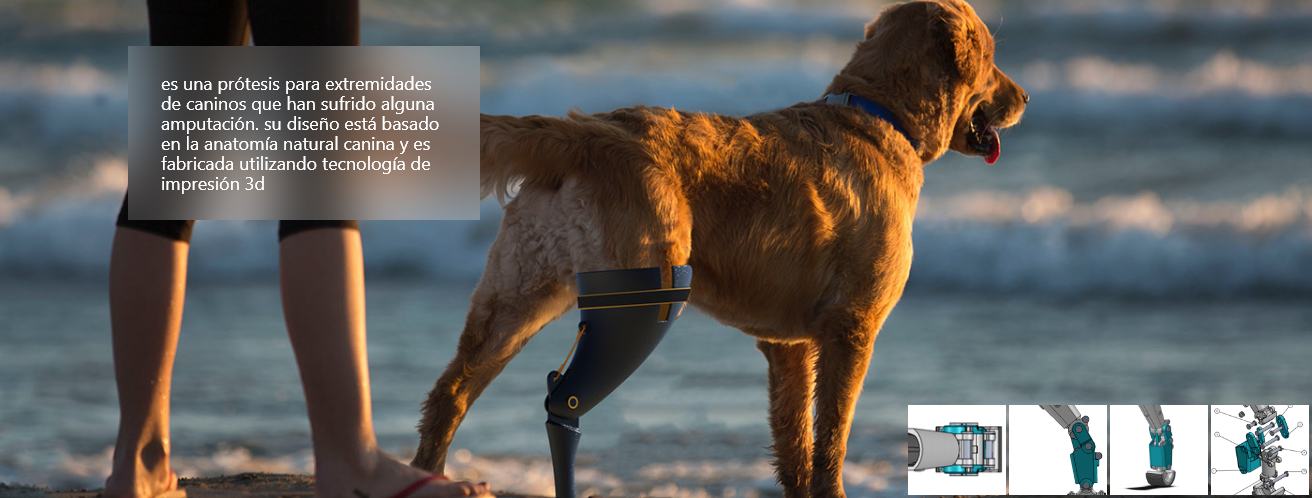 es una prótesis para extremidades
de caninos que han sufrido alguna
amputación. su diseño está basado
en la anatomía natural canina y es
fabricada utilizando tecnología de
impresión 3d